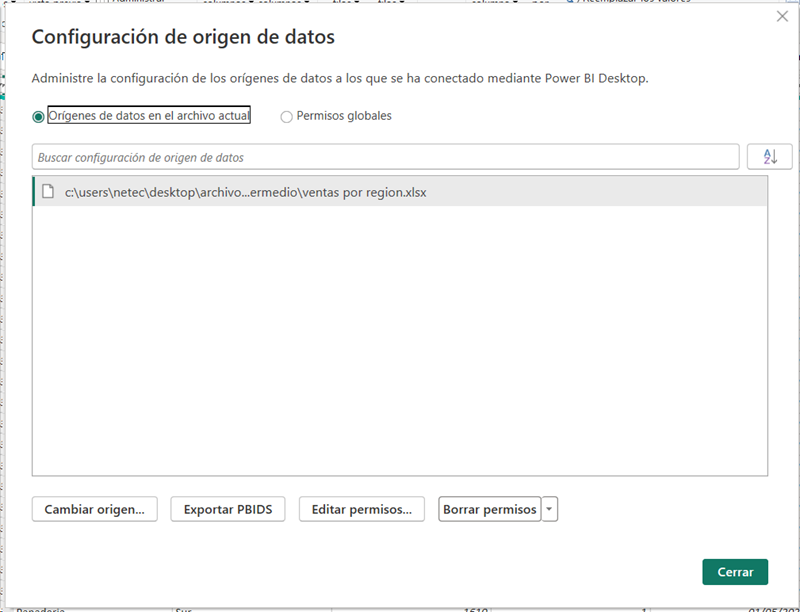 Configuración de origen de datos
Administre la configuración de los orígenes de datos a los que se ha conectado mediante Power BI Desktop.
Orígenes de datos en el archivo actual Permisos globales
Buscar configuración de origen de datos
c:\users\netec\desktop\archivo...ermedio\ventas por region.xlsx
Cambiar origen... Exportar PBIDS Editar permisos... Borrar permisos
Cerrar